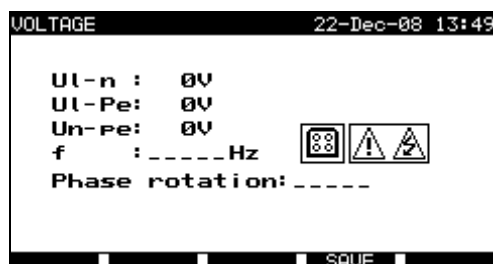 VOLTAGE 22-Dec-08 13:49
Ul-n : 0V
Ul-Pe: 0V
Un-pe: 0V
f :_____Hz
Phase rotation:_____
SAVE